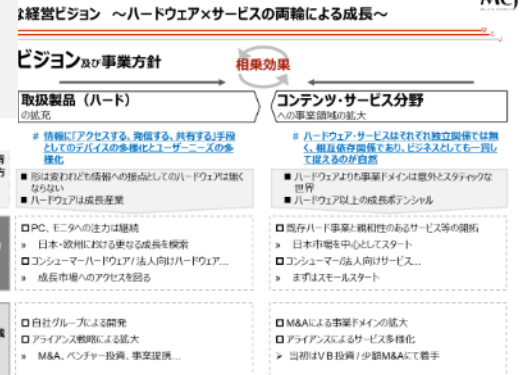 な経営ビジョン ～ハードウェア×サービスの両輪による成長～
MCJ
ビジョン及び事業方針
相乗効果
取扱製品（ハード）
の拡充
# 情報に「アクセスする、発信する、共有する」手段
としてのデバイスの多様化とユーザーニーズの多
様化
■ 形は変われども情報への接点としてのハードウェアは無く
ならない
■ ハードウェアは成長産業
□ PC、モニタへの注力は継続
» 日本・欧州における更なる成長を模索
□ コンシューマーハードウェア/法人向けハードウェア…
» 成長市場へのアクセスを図る
□ 自社グループによる開発
□ アライアンス戦略による拡大
» M&A、ベンチャー投資、事業提携…
コンテンツ・サービス分野
への事業領域の拡大
# ハードウェア・サービスはそれぞれ独立関係では無
く、相互依存関係であり、ビジネスとしても一貫し
て捉えるのが自然
■ ハードウェアよりも事業ドメインは意外とスタティックな
世界
■ ハードウェア以上の成長ポテンシャル
□ 既存ハード事業と親和性のあるサービス等の開拓
» 日本市場を中心としてスタート
□ コンシューマ/法人向けサービス…
» まずはスモールスタート
□ M&Aによる事業ドメインの拡大
□ アライアンスによるサービス多様化
➢ 当初はVB投資/少額M&Aにて着手